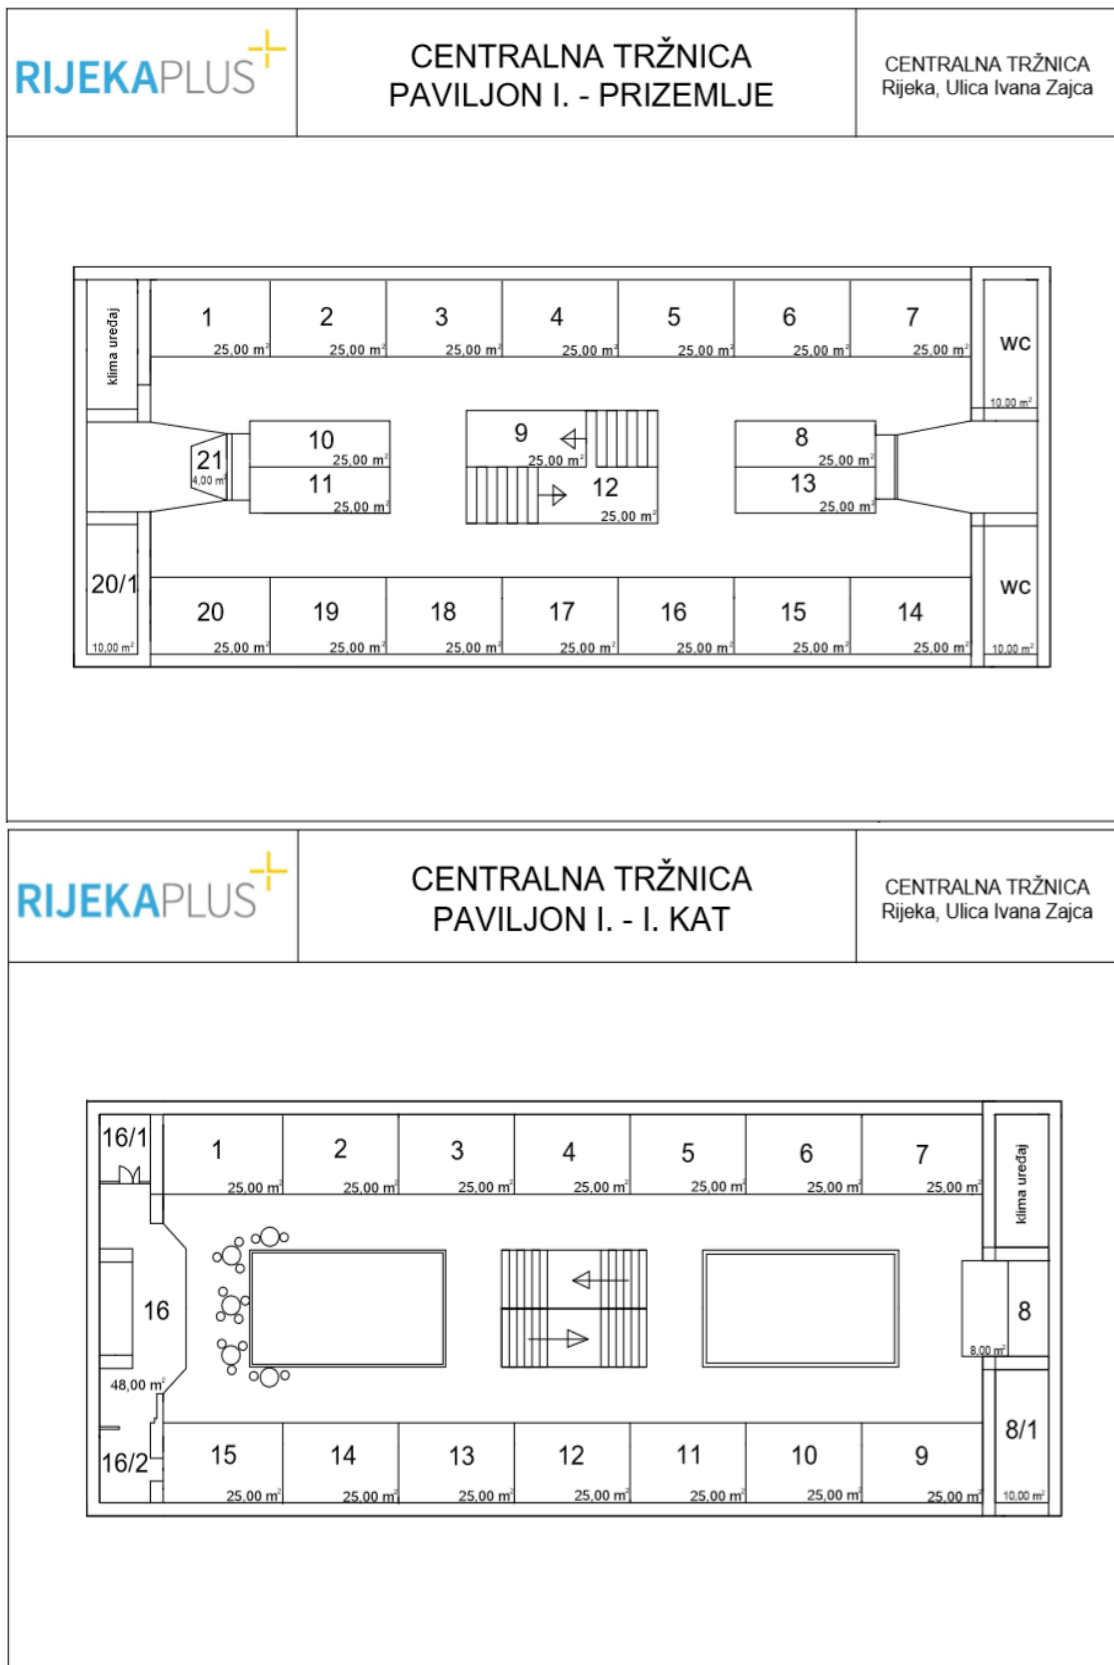 RIJEKAPLUS
CENTRALNA TRŽNICA
PAVILJON I. - PRIZEMLJE
CENTRALNA TRŽNICA
Rijeka, Ulica Ivana Zajca
klima uređaj
1
25,00 m²
2
25,00 m²
3
25,00 m²
4
25,00 m²
5
25,00 m²
6
25,00 m²
7
25,00 m²
WC
10.00 m²
21
4,00 m²
10
25,00 m²
11
25,00 m²
9
25,00 m²
12
25,00 m²
8
25,00 m²
13
25,00 m²
20/1
10,00 m²
20
25,00 m²
19
25,00 m²
18
25,00 m²
17
25,00 m²
16
25,00 m²
15
25,00 m²
14
25,00 m²
WC
10.00 m²
RIJEKAPLUS
CENTRALNA TRŽNICA
PAVILJON I. - I. KAT
CENTRALNA TRŽNICA
Rijeka, Ulica Ivana Zajca
16/1
1
25,00 m²
2
25,00 m²
3
25,00 m²
4
25,00 m²
5
25,00 m²
6
25,00 m²
7
25,00 m²
klima uređaj
16
48,00 m²
8
8,00 m²
16/2
15
25,00 m²
14
25,00 m²
13
25,00 m²
12
25,00 m²
11
25,00 m²
10
25,00 m²
9
25,00 m²
8/1
10,00 m²